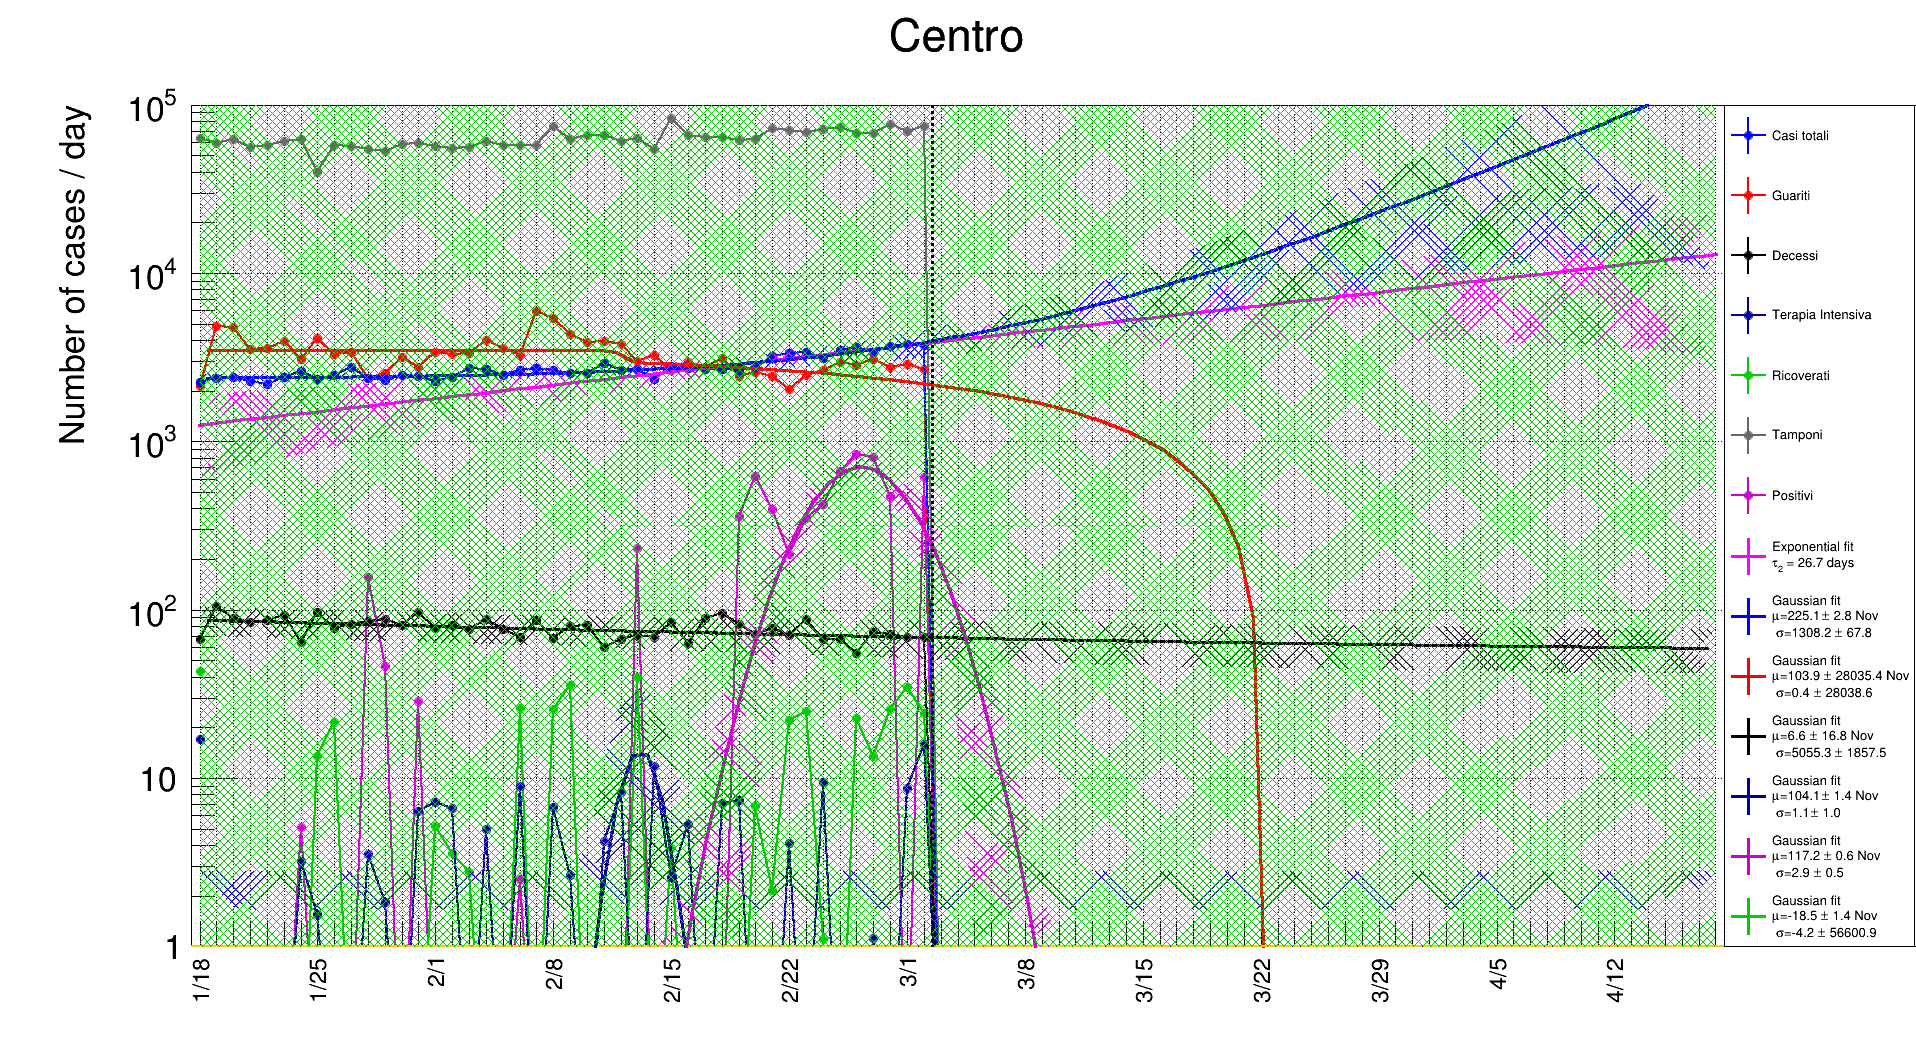 Centro
Number of cases / day
10^5
10^4
10^3
10^2
10
1
1/18
1/25
2/1
2/8
2/15
2/22
3/1
3/8
3/15
3/22
3/29
4/5
4/12
Casi totali
Guariti
Decessi
Terapia Intensiva
Ricoverati
Tamponi
Positivi
Exponential fit
τ₂ = 26.7 days
Gaussian fit
μ=225.1± 2.8 Nov
σ=1308.2 ± 67.8
Gaussian fit
μ=103.9 ± 28035.4 Nov
σ=0.4 ± 28038.6
Gaussian fit
μ=6.6 ± 16.8 Nov
σ=5055.3 ± 1857.5
Gaussian fit
μ=104.1± 1.4 Nov
σ=1.1± 1.0
Gaussian fit
μ=117.2 ± 0.6 Nov
σ=2.9 ± 0.5
Gaussian fit
μ=-18.5 ± 1.4 Nov
σ=-4.2 ± 56600.9